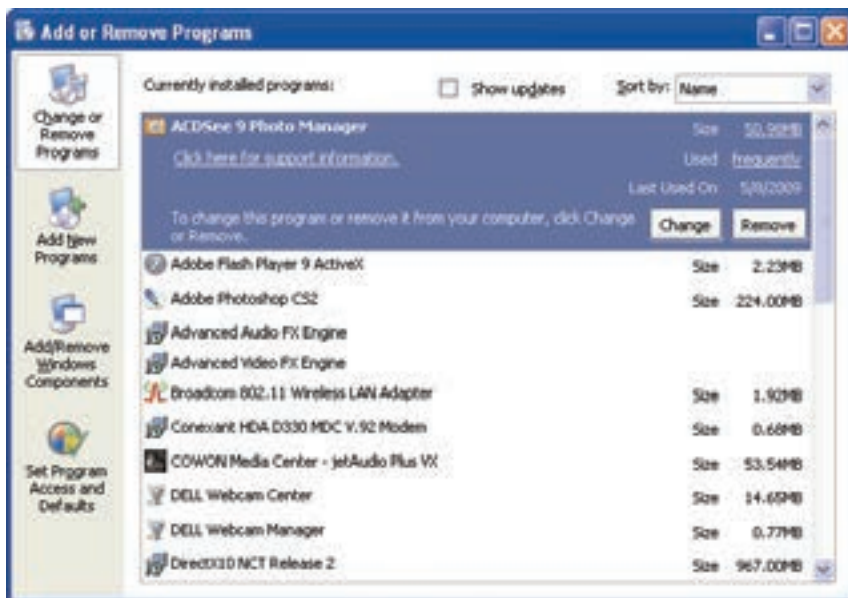 Add or Remove Programs
Change or Remove Programs
Add New Programs
Add/Remove Windows Components
Set Program Access and Defaults
Currently installed programs:
Show updates
Sort by: Name
ACDSee 9 Photo Manager Size 50.98MB
Click here for support information. Used frequently
Last Used On 5/8/2009
To change this program or remove it from your computer, click Change or Remove.
Change Remove
Adobe Flash Player 9 ActiveX Size 2.23MB
Adobe Photoshop CS2 Size 224.00MB
Advanced Audio FX Engine
Advanced Video FX Engine
Broadcom 802.11 Wireless LAN Adapter Size 1.92MB
Conexant HDA D330 MDC V.92 Modem Size 0.68MB
COWON Media Center - jetAudio Plus VX Size 53.54MB
DELL Webcam Center Size 14.65MB
DELL Webcam Manager Size 0.77MB
DirectX10 NCT Release 2 Size 967.00MB